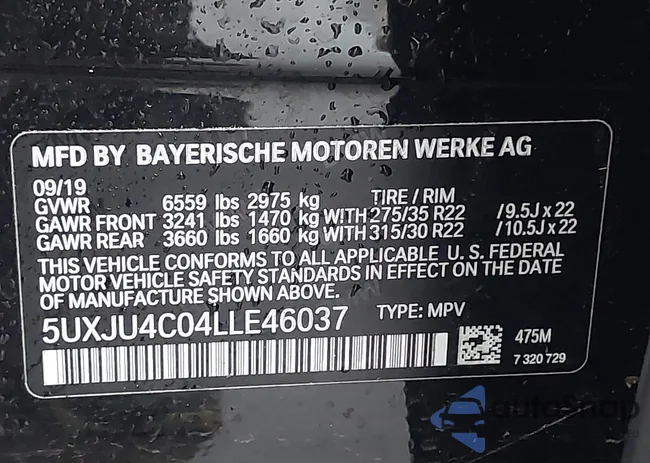 MFD BY BAYERISCHE MOTOREN WERKE AG
09/19
GVWR 6559 lbs 2975 kg TIRE / RIM
GAWR FRONT 3241 lbs 1470 kg WITH 275/35 R22 / 9.5J x 22
GAWR REAR 3660 lbs 1660 kg WITH 315/30 R22 / 10.5J x 22
THIS VEHICLE CONFORMS TO ALL APPLICABLE U.S. FEDERAL
MOTOR VEHICLE SAFETY STANDARDS IN EFFECT ON THE DATE
OF MANUFACTURE SHOWN ABOVE.
5UXJU4C04LLE46037 TYPE: MPV
475M
7 320 729
autoSnap